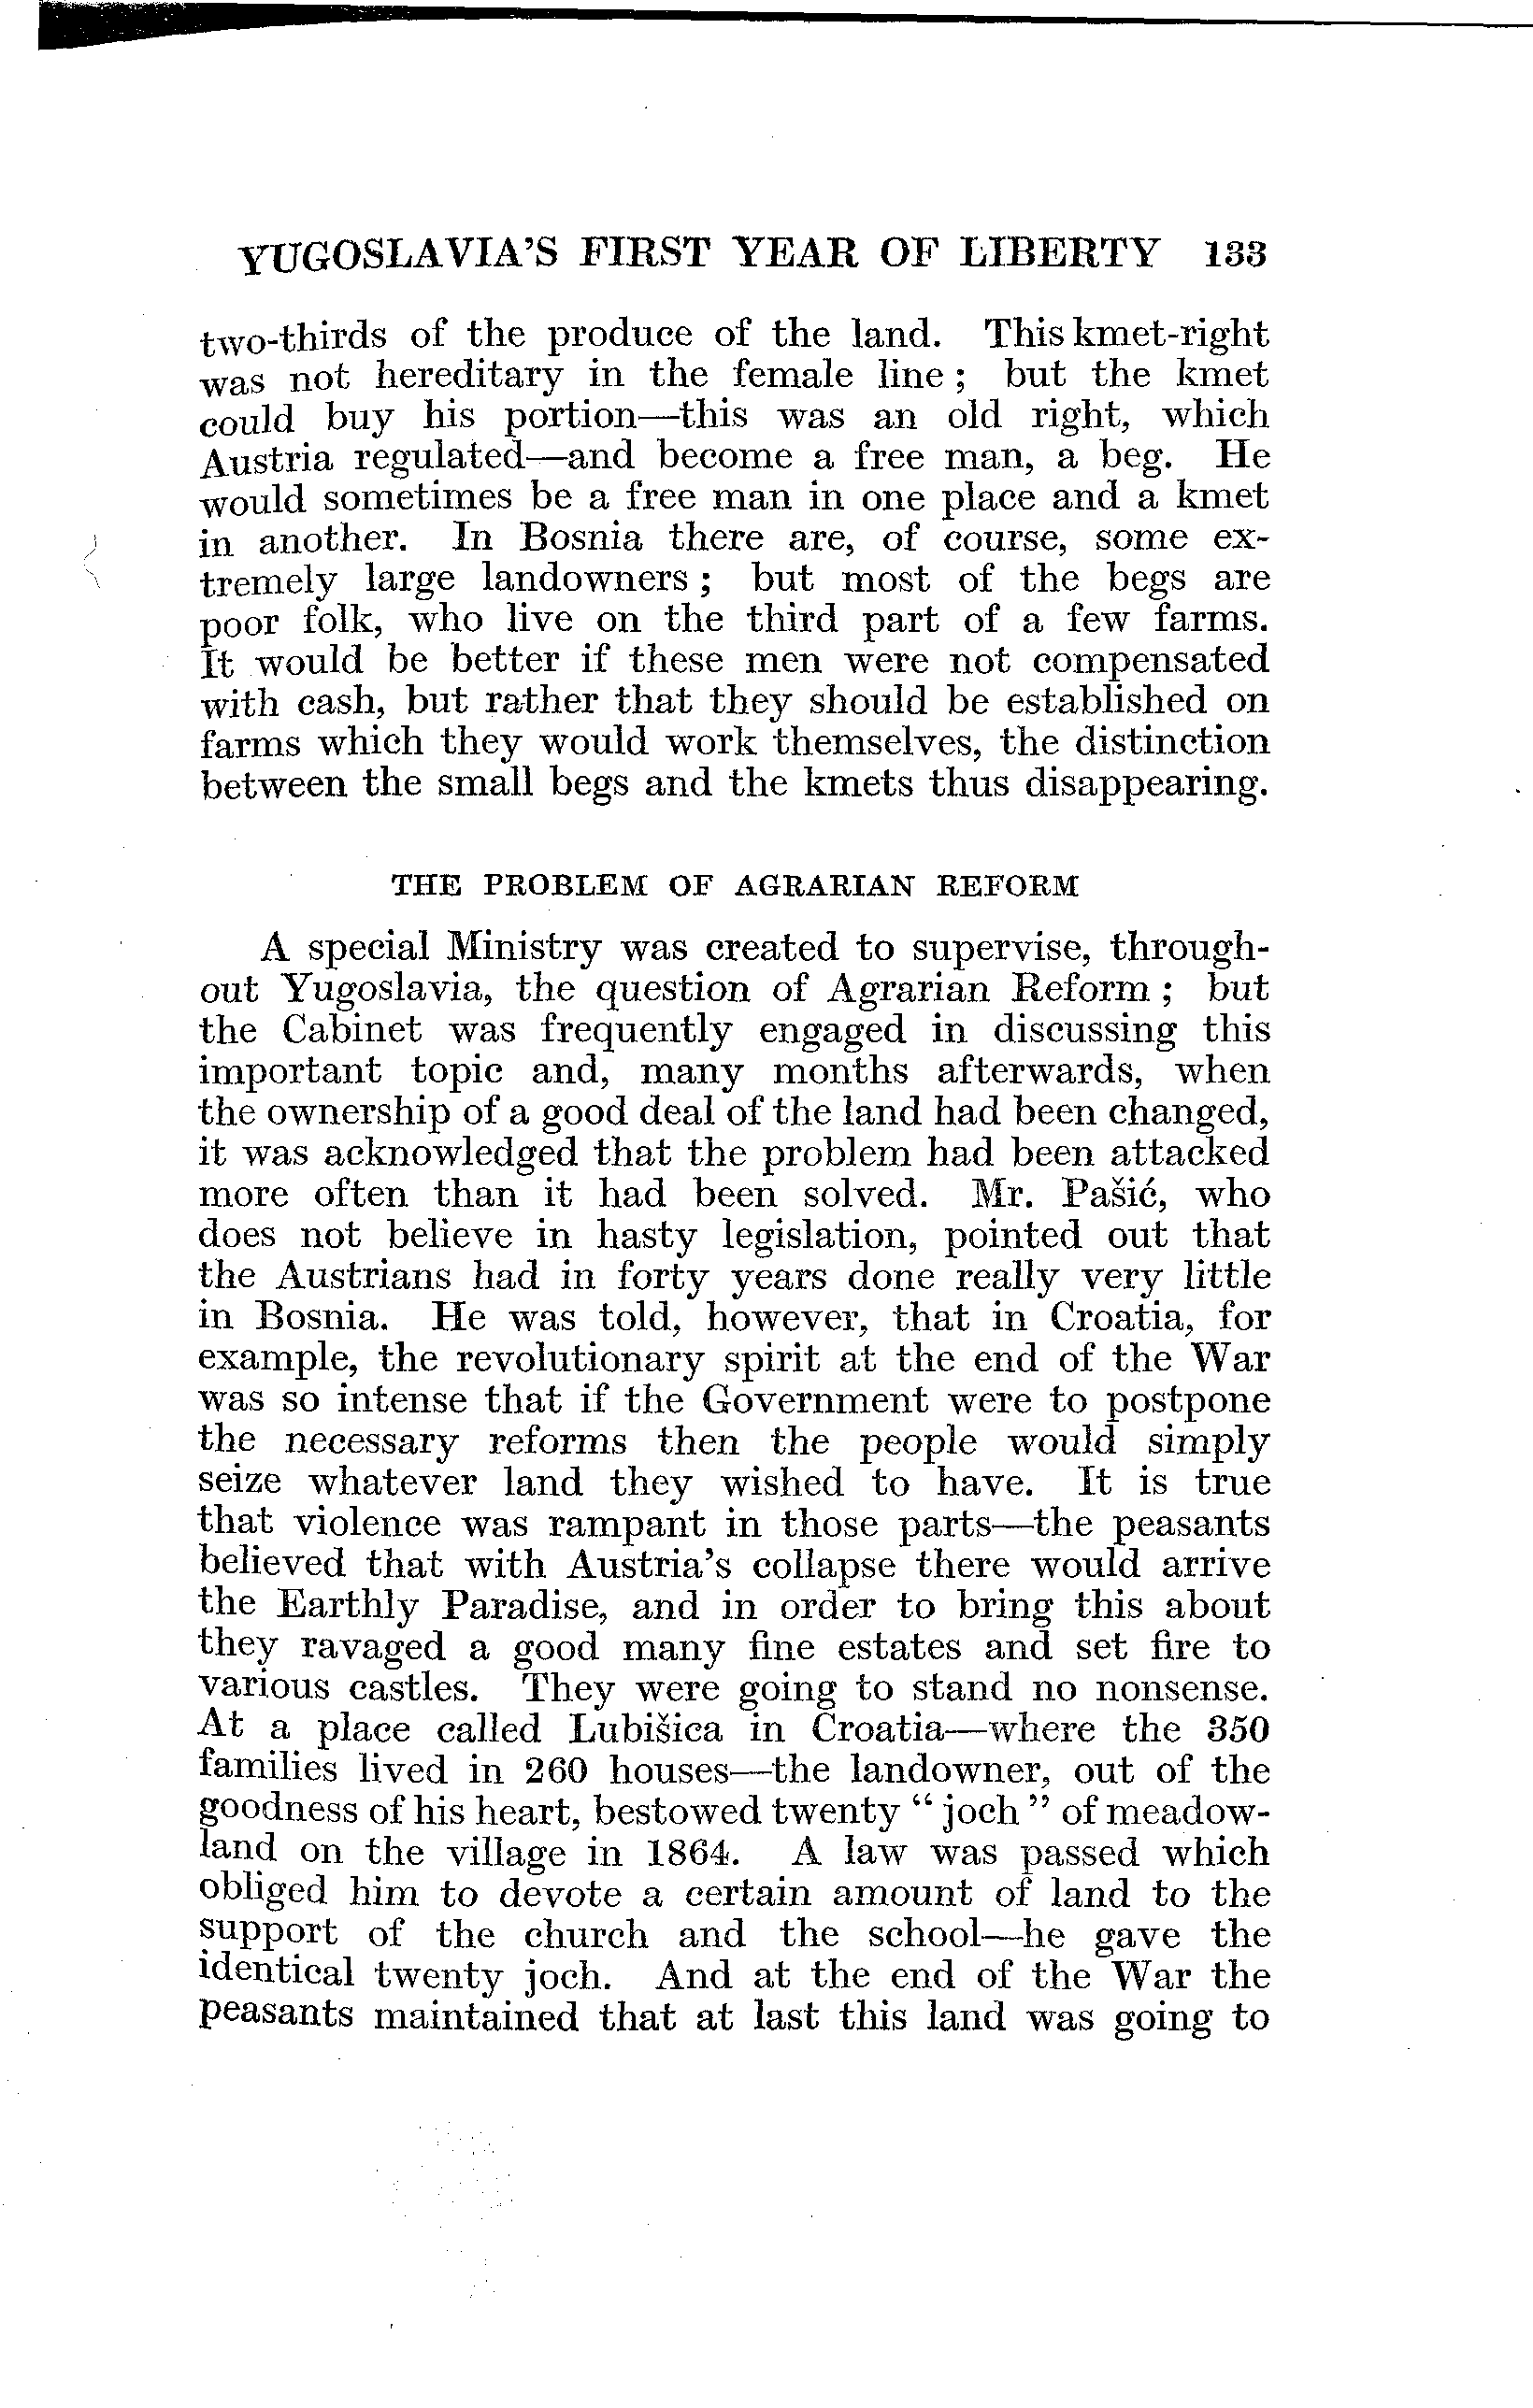 YUGOSLAVIA'S FIRST YEAR OF LIBERTY 133
two-thirds of the produce of the land. This kmet-right
was not hereditary in the female line ; but the kmet
could buy his portion—this was an old right, which
Austria regulated—and become a free man, a beg. He
would sometimes be a free man in one place and a kmet
in another. In Bosnia there are, of course, some ex-
tremely large landowners ; but most of the begs are
poor folk, who live on the third part of a few farms.
It would be better if these men were not compensated
with cash, but rather that they should be established on
farms which they would work themselves, the distinction
between the small begs and the kmets thus disappearing.
THE PROBLEM OF AGRARIAN REFORM
A special Ministry was created to supervise, through-
out Yugoslavia, the question of Agrarian Reform ; but
the Cabinet was frequently engaged in discussing this
important topic and, many months afterwards, when
the ownership of a good deal of the land had been changed,
it was acknowledged that the problem had been attacked
more often than it had been solved. Mr. Pašić, who
does not believe in hasty legislation, pointed out that
the Austrians had in forty years done really very little
in Bosnia. He was told, however, that in Croatia, for
example, the revolutionary spirit at the end of the War
was so intense that if the Government were to postpone
the necessary reforms then the people would simply
seize whatever land they wished to have. It is true
that violence was rampant in those parts—the peasants
believed that with Austria's collapse there would arrive
the Earthly Paradise, and in order to bring this about
they ravaged a good many fine estates and set fire to
various castles. They were going to stand no nonsense.
At a place called Lubišica in Croatia—where the 350
families lived in 260 houses—the landowner, out of the
goodness of his heart, bestowed twenty “ joch ” of meadow-
land on the village in 1864. A law was passed which
obliged him to devote a certain amount of land to the
support of the church and the school—he gave the
identical twenty joch. And at the end of the War the
peasants maintained that at last this land was going to